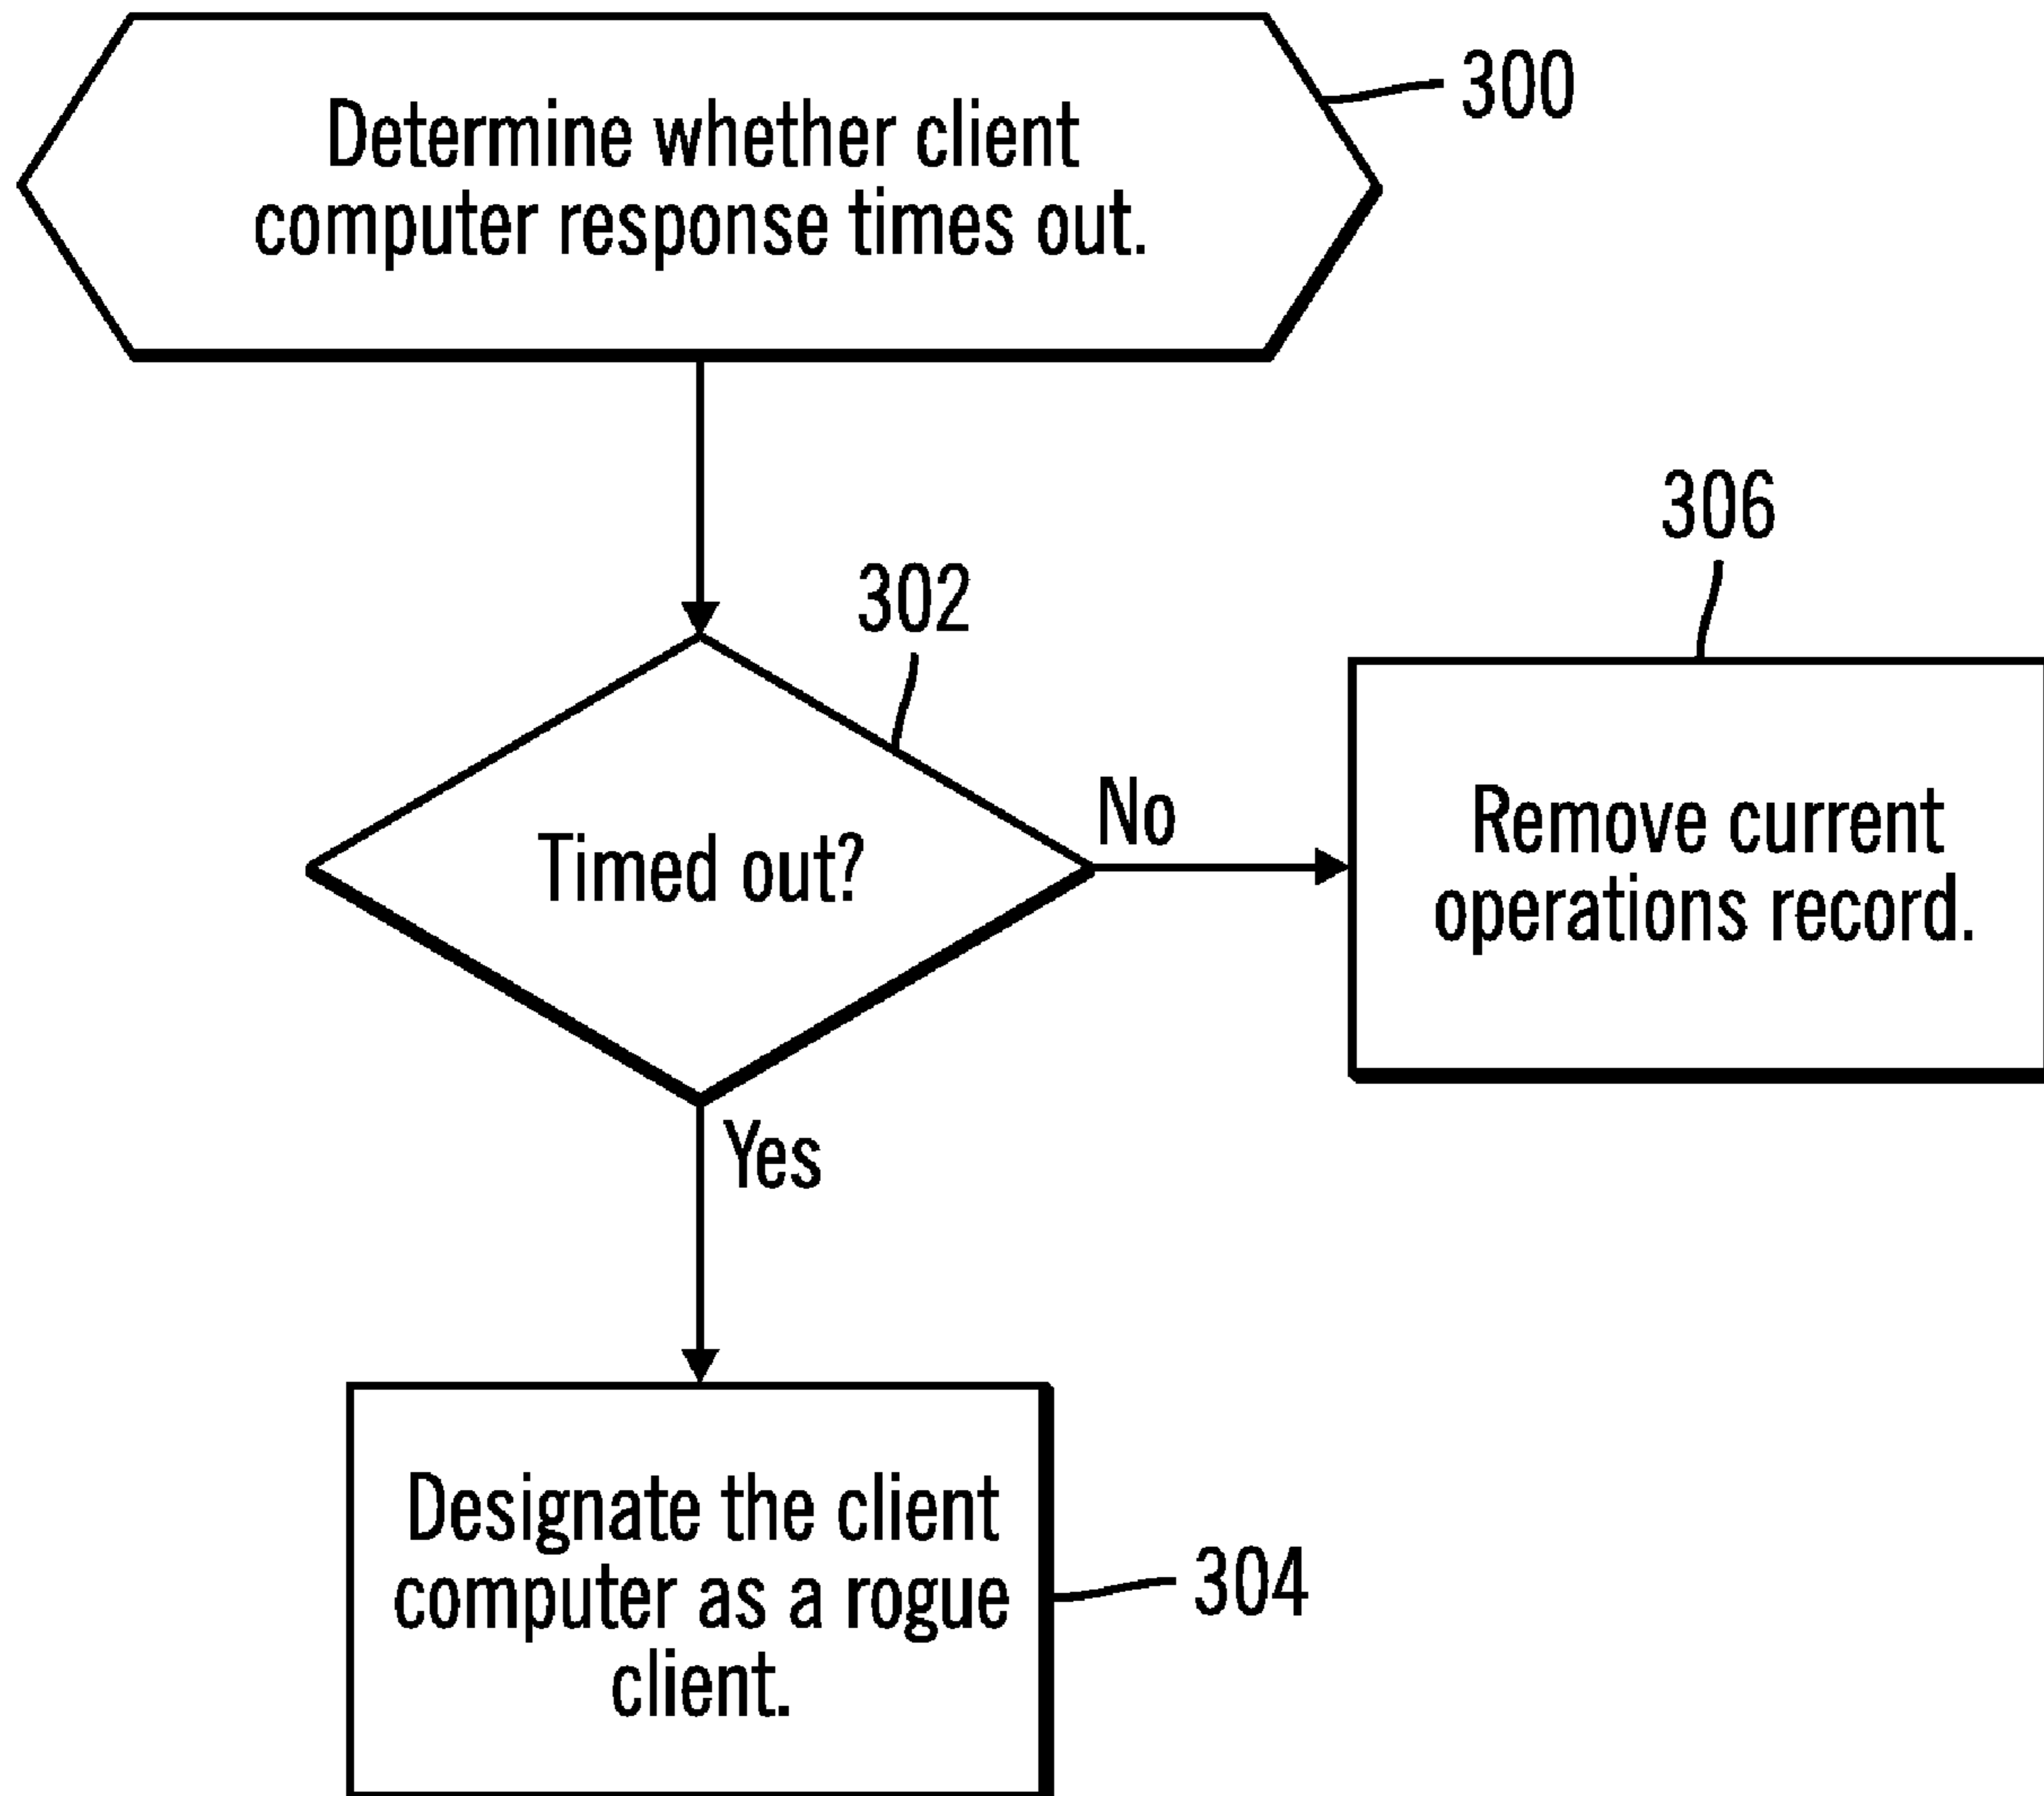 Determine whether client
computer response times out.
300
302
306
Timed out?
No
Remove current
operations record.
Yes
Designate the client
computer as a rogue
client.
304